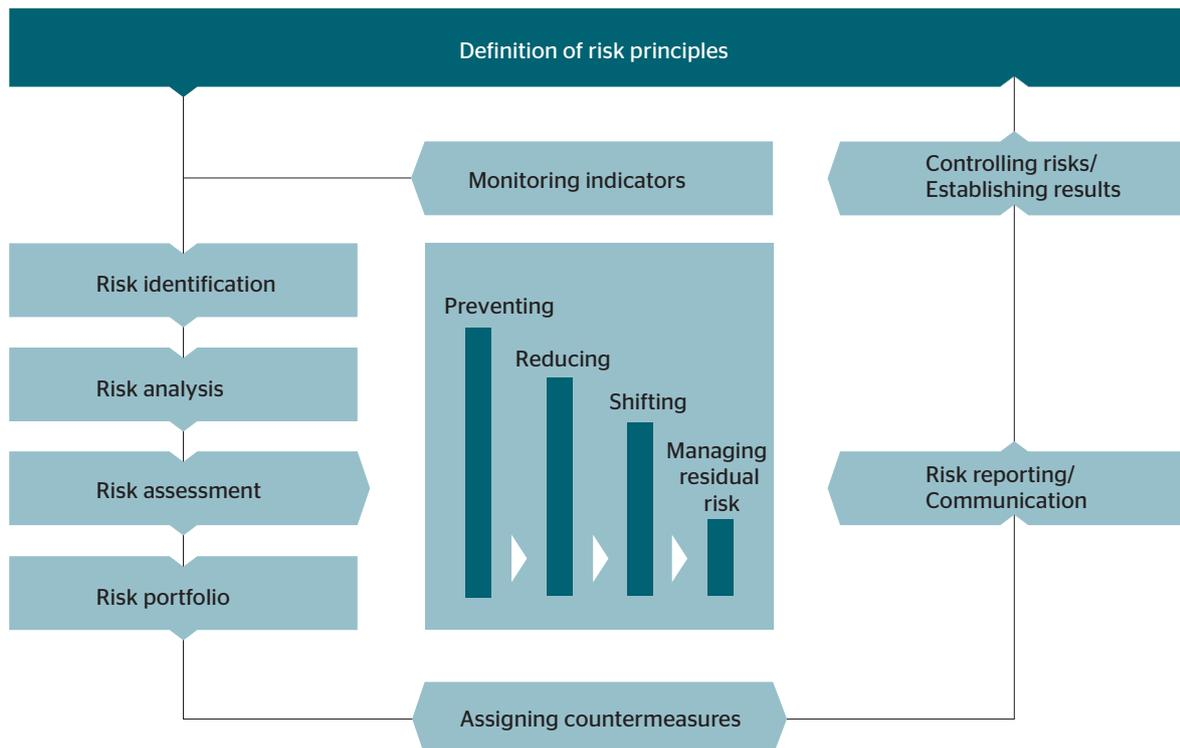 Definition of risk principles
Monitoring indicators
Controlling risks/
Establishing results
Risk identification
Risk analysis
Risk assessment
Risk portfolio
Preventing
Reducing
Shifting
Managing
residual
risk
Risk reporting/
Communication
Assigning countermeasures